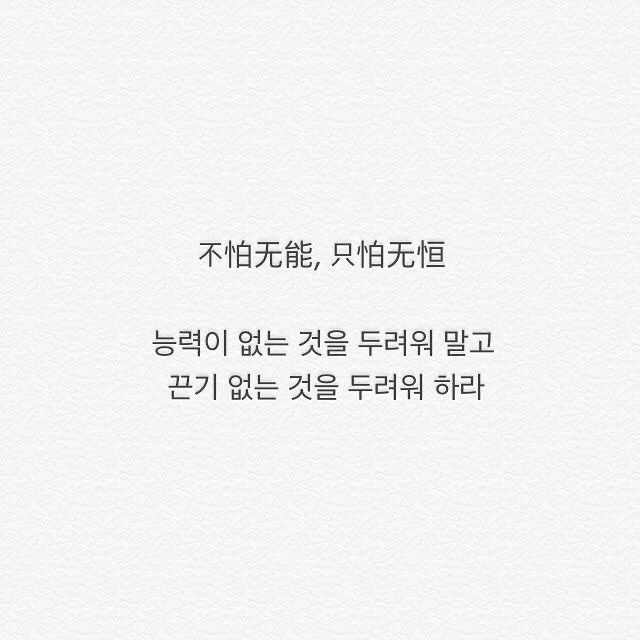 不怕无能, 只怕无恒
능력이 없는 것을 두려워 말고
끈기 없는 것을 두려워 하라